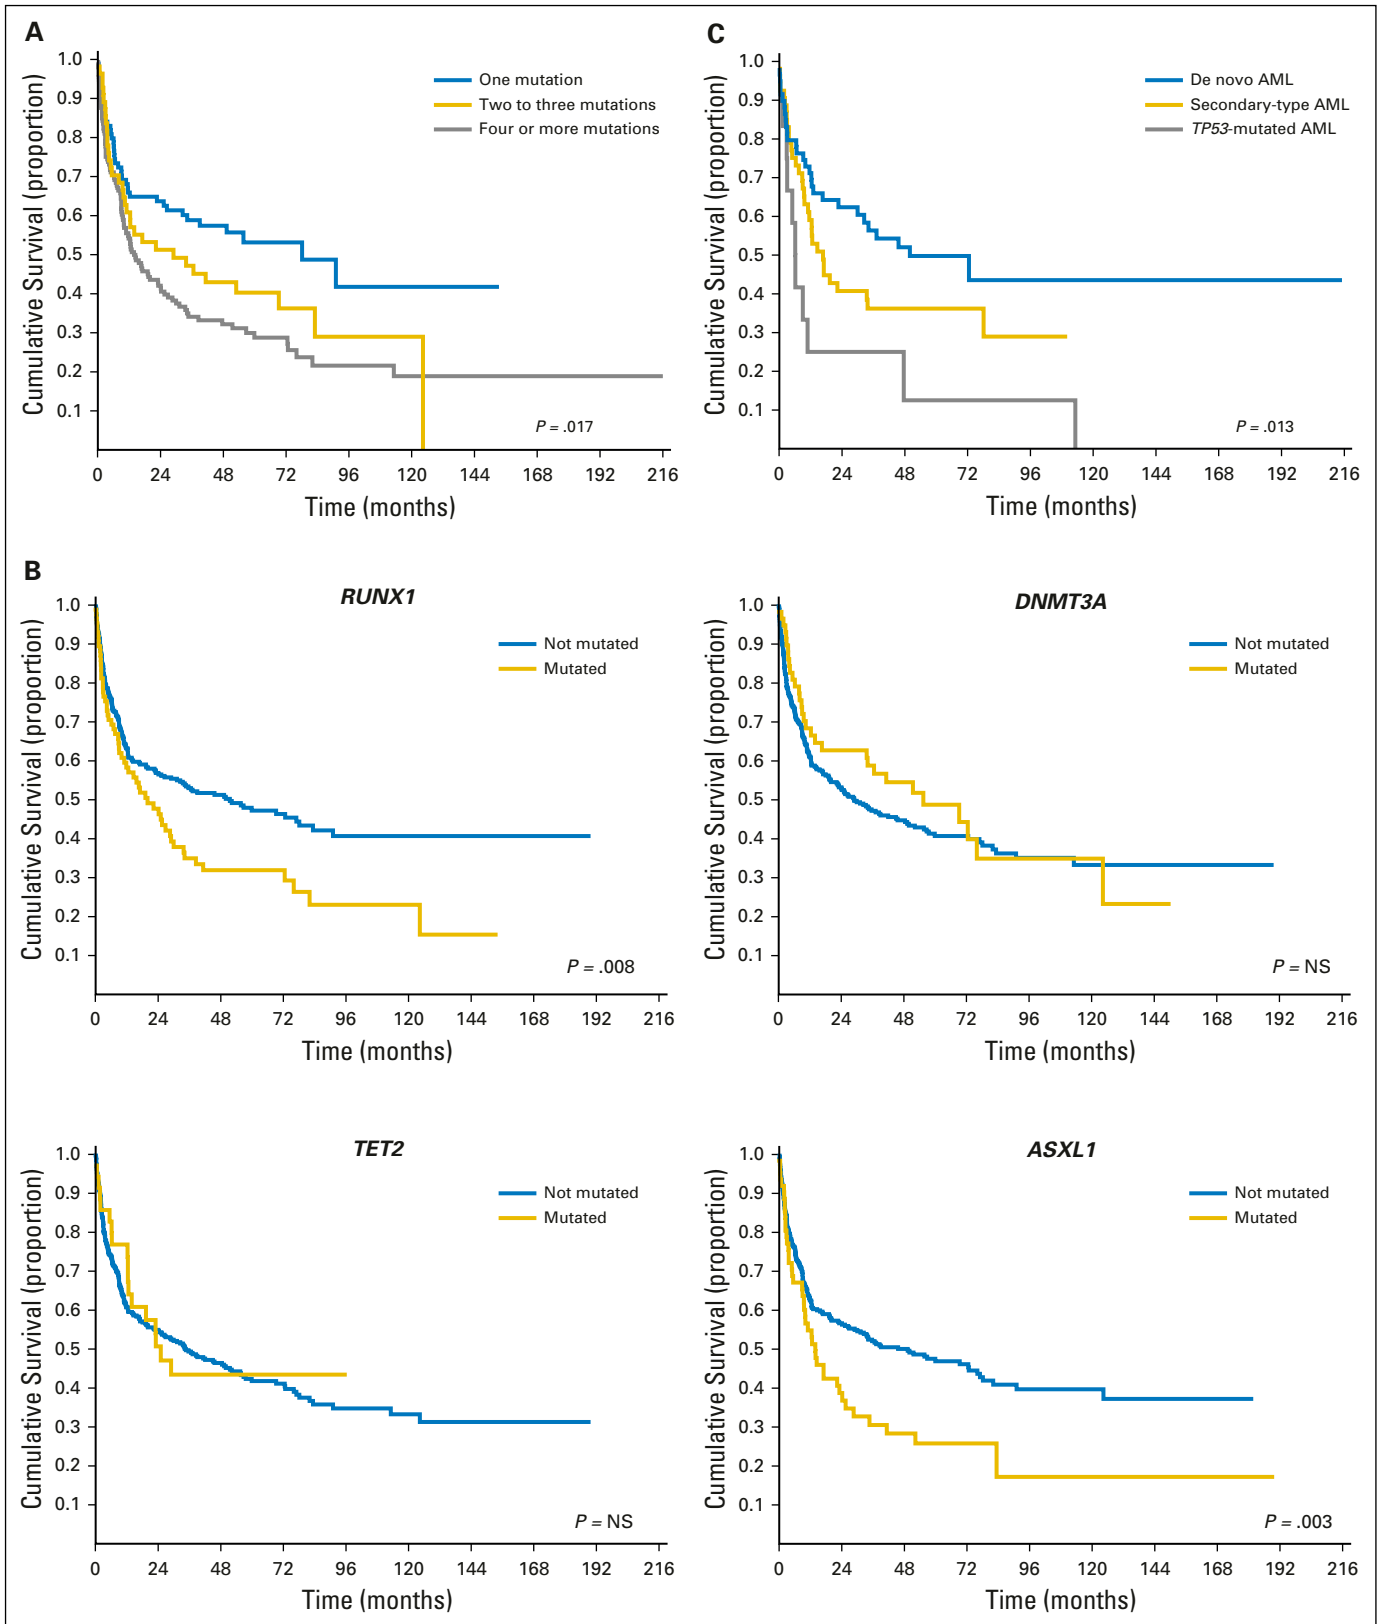 A
Cumulative Survival (proportion)
1.0
0.9
0.8
0.7
0.6
0.5
0.4
0.3
0.2
0.1
One mutation
Two to three mutations
Four or more mutations
P = .017
0 24 48 72 96 120 144 168 192 216
Time (months)
C
Cumulative Survival (proportion)
1.0
0.9
0.8
0.7
0.6
0.5
0.4
0.3
0.2
0.1
De novo AML
Secondary-type AML
TP53-mutated AML
P = .013
0 24 48 72 96 120 144 168 192 216
Time (months)
B
RUNX1
Cumulative Survival (proportion)
1.0
0.9
0.8
0.7
0.6
0.5
0.4
0.3
0.2
0.1
Not mutated
Mutated
P = .008
0 24 48 72 96 120 144 168 192 216
Time (months)
DNMT3A
Cumulative Survival (proportion)
1.0
0.9
0.8
0.7
0.6
0.5
0.4
0.3
0.2
0.1
Not mutated
Mutated
P = NS
0 24 48 72 96 120 144 168 192 216
Time (months)
TET2
Cumulative Survival (proportion)
1.0
0.9
0.8
0.7
0.6
0.5
0.4
0.3
0.2
0.1
Not mutated
Mutated
P = NS
0 24 48 72 96 120 144 168 192 216
Time (months)
ASXL1
Cumulative Survival (proportion)
1.0
0.9
0.8
0.7
0.6
0.5
0.4
0.3
0.2
0.1
Not mutated
Mutated
P = .003
0 24 48 72 96 120 144 168 192 216
Time (months)